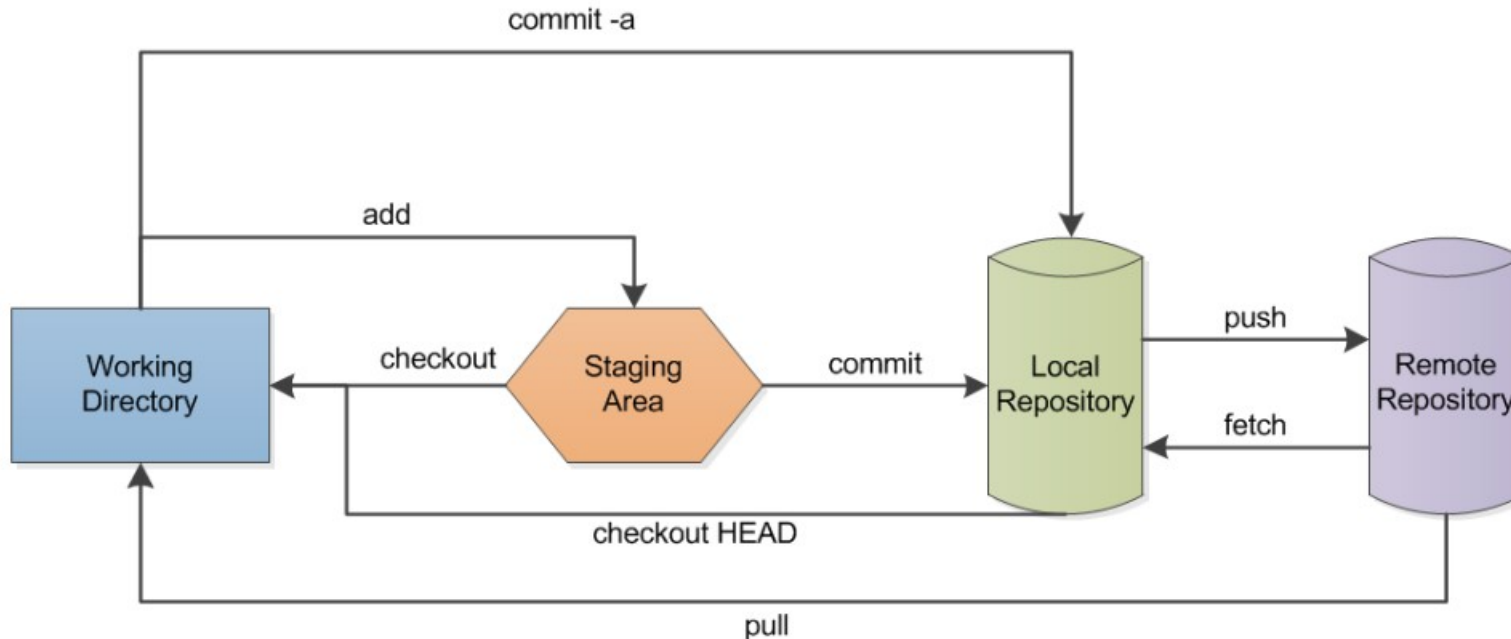 commit -a
add
Working
Directory
checkout
Staging
Area
commit
Local
Repository
push
fetch
Remote
Repository
checkout HEAD
pull